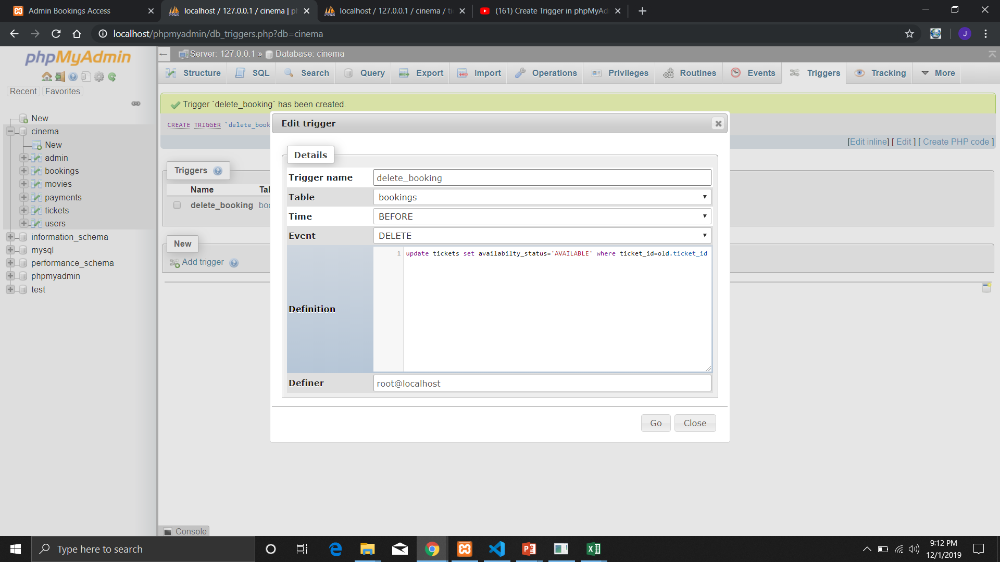 Admin Bookings Access
localhost / 127.0.0.1 / cinema | p
localhost / 127.0.0.1 / cinema / ti
(161) Create Trigger in phpMyAd
localhost/phpmyadmin/db_triggers.php?db=cinema
J
phpMyAdmin
Recent
Favorites
New
cinema
New
admin
bookings
movies
payments
tickets
users
information_schema
mysql
performance_schema
phpmyadmin
test
Server: 127.0.0.1 » Database: cinema
Structure
SQL
Search
Query
Export
Import
Operations
Privileges
Routines
Events
Triggers
Tracking
More
Trigger `delete_booking` has been created.
CREATE TRIGGER `delete_book
[Edit inline] [ Edit ] [ Create PHP code ]
Triggers
Name
Tal
delete_booking
boo
New
Add trigger
Edit trigger
Details
Trigger name
delete_booking
Table
bookings
Time
BEFORE
Event
DELETE
Definition
1
update tickets set availabilty_status='AVAILABLE' where ticket_id=old.ticket_id
Definer
root@localhost
Go
Close
Console
Type here to search
9:12 PM
12/1/2019